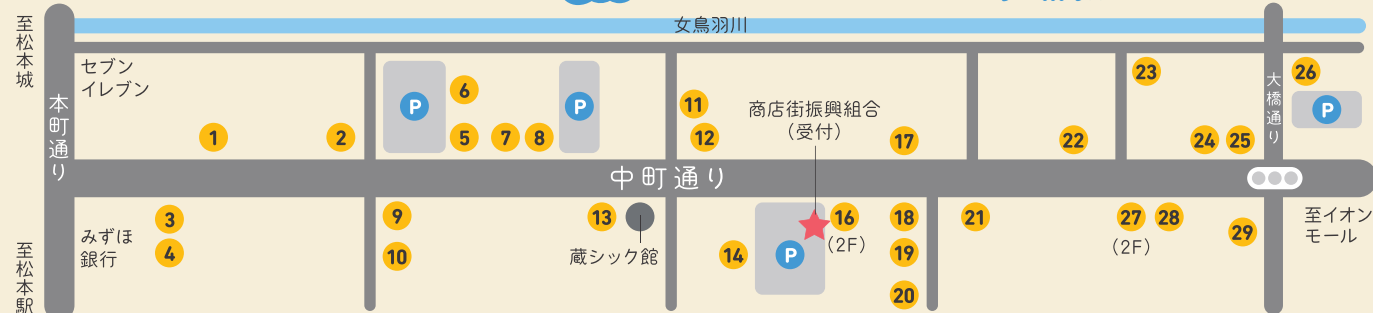 至松本城
女鳥羽川
セブン
イレブン
本町通り
1
2
P
6
5
7
8
P
11
12
商店街振興組合
(受付)
17
22
23
24
25
大橋通り
26
P
中町通り
3
4
みずほ
銀行
至松本駅
9
10
13
蔵シック館
14
P
16
(2F)
18
19
20
21
27
(2F)
28
29
至イオン
モール